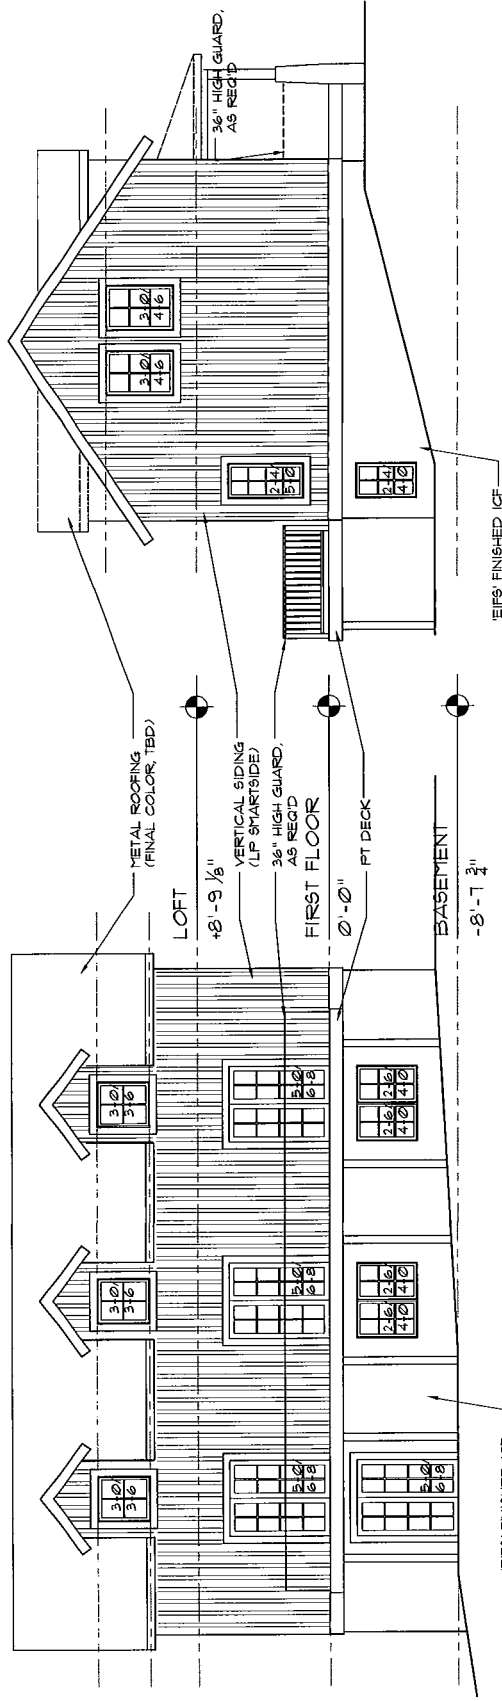 METAL ROOFING
(FINAL COLOR, TBD)
LOFT
+8'-9 1/8"
VERTICAL SIDING
(LP SMARTSIDE)
36" HIGH GUARD,
AS REQ'D
FIRST FLOOR
0'-0"
PT DECK
BASEMENT
-8'-7 3/4"
3-0/
3-6
3-0/
3-6
3-0/
3-6
5-0/
6-8
5-0/
6-8
5-0/
6-8
5-0/
6-8
2-6/
4-0
2-6/
4-0
2-6/
4-0
2-6/
4-0
3-0/
4-6
3-0/
4-6
2-4/
5-0
2-4/
4-0
36" HIGH GUARD,
AS REQ'D
'EIFS' FINISHED ICF